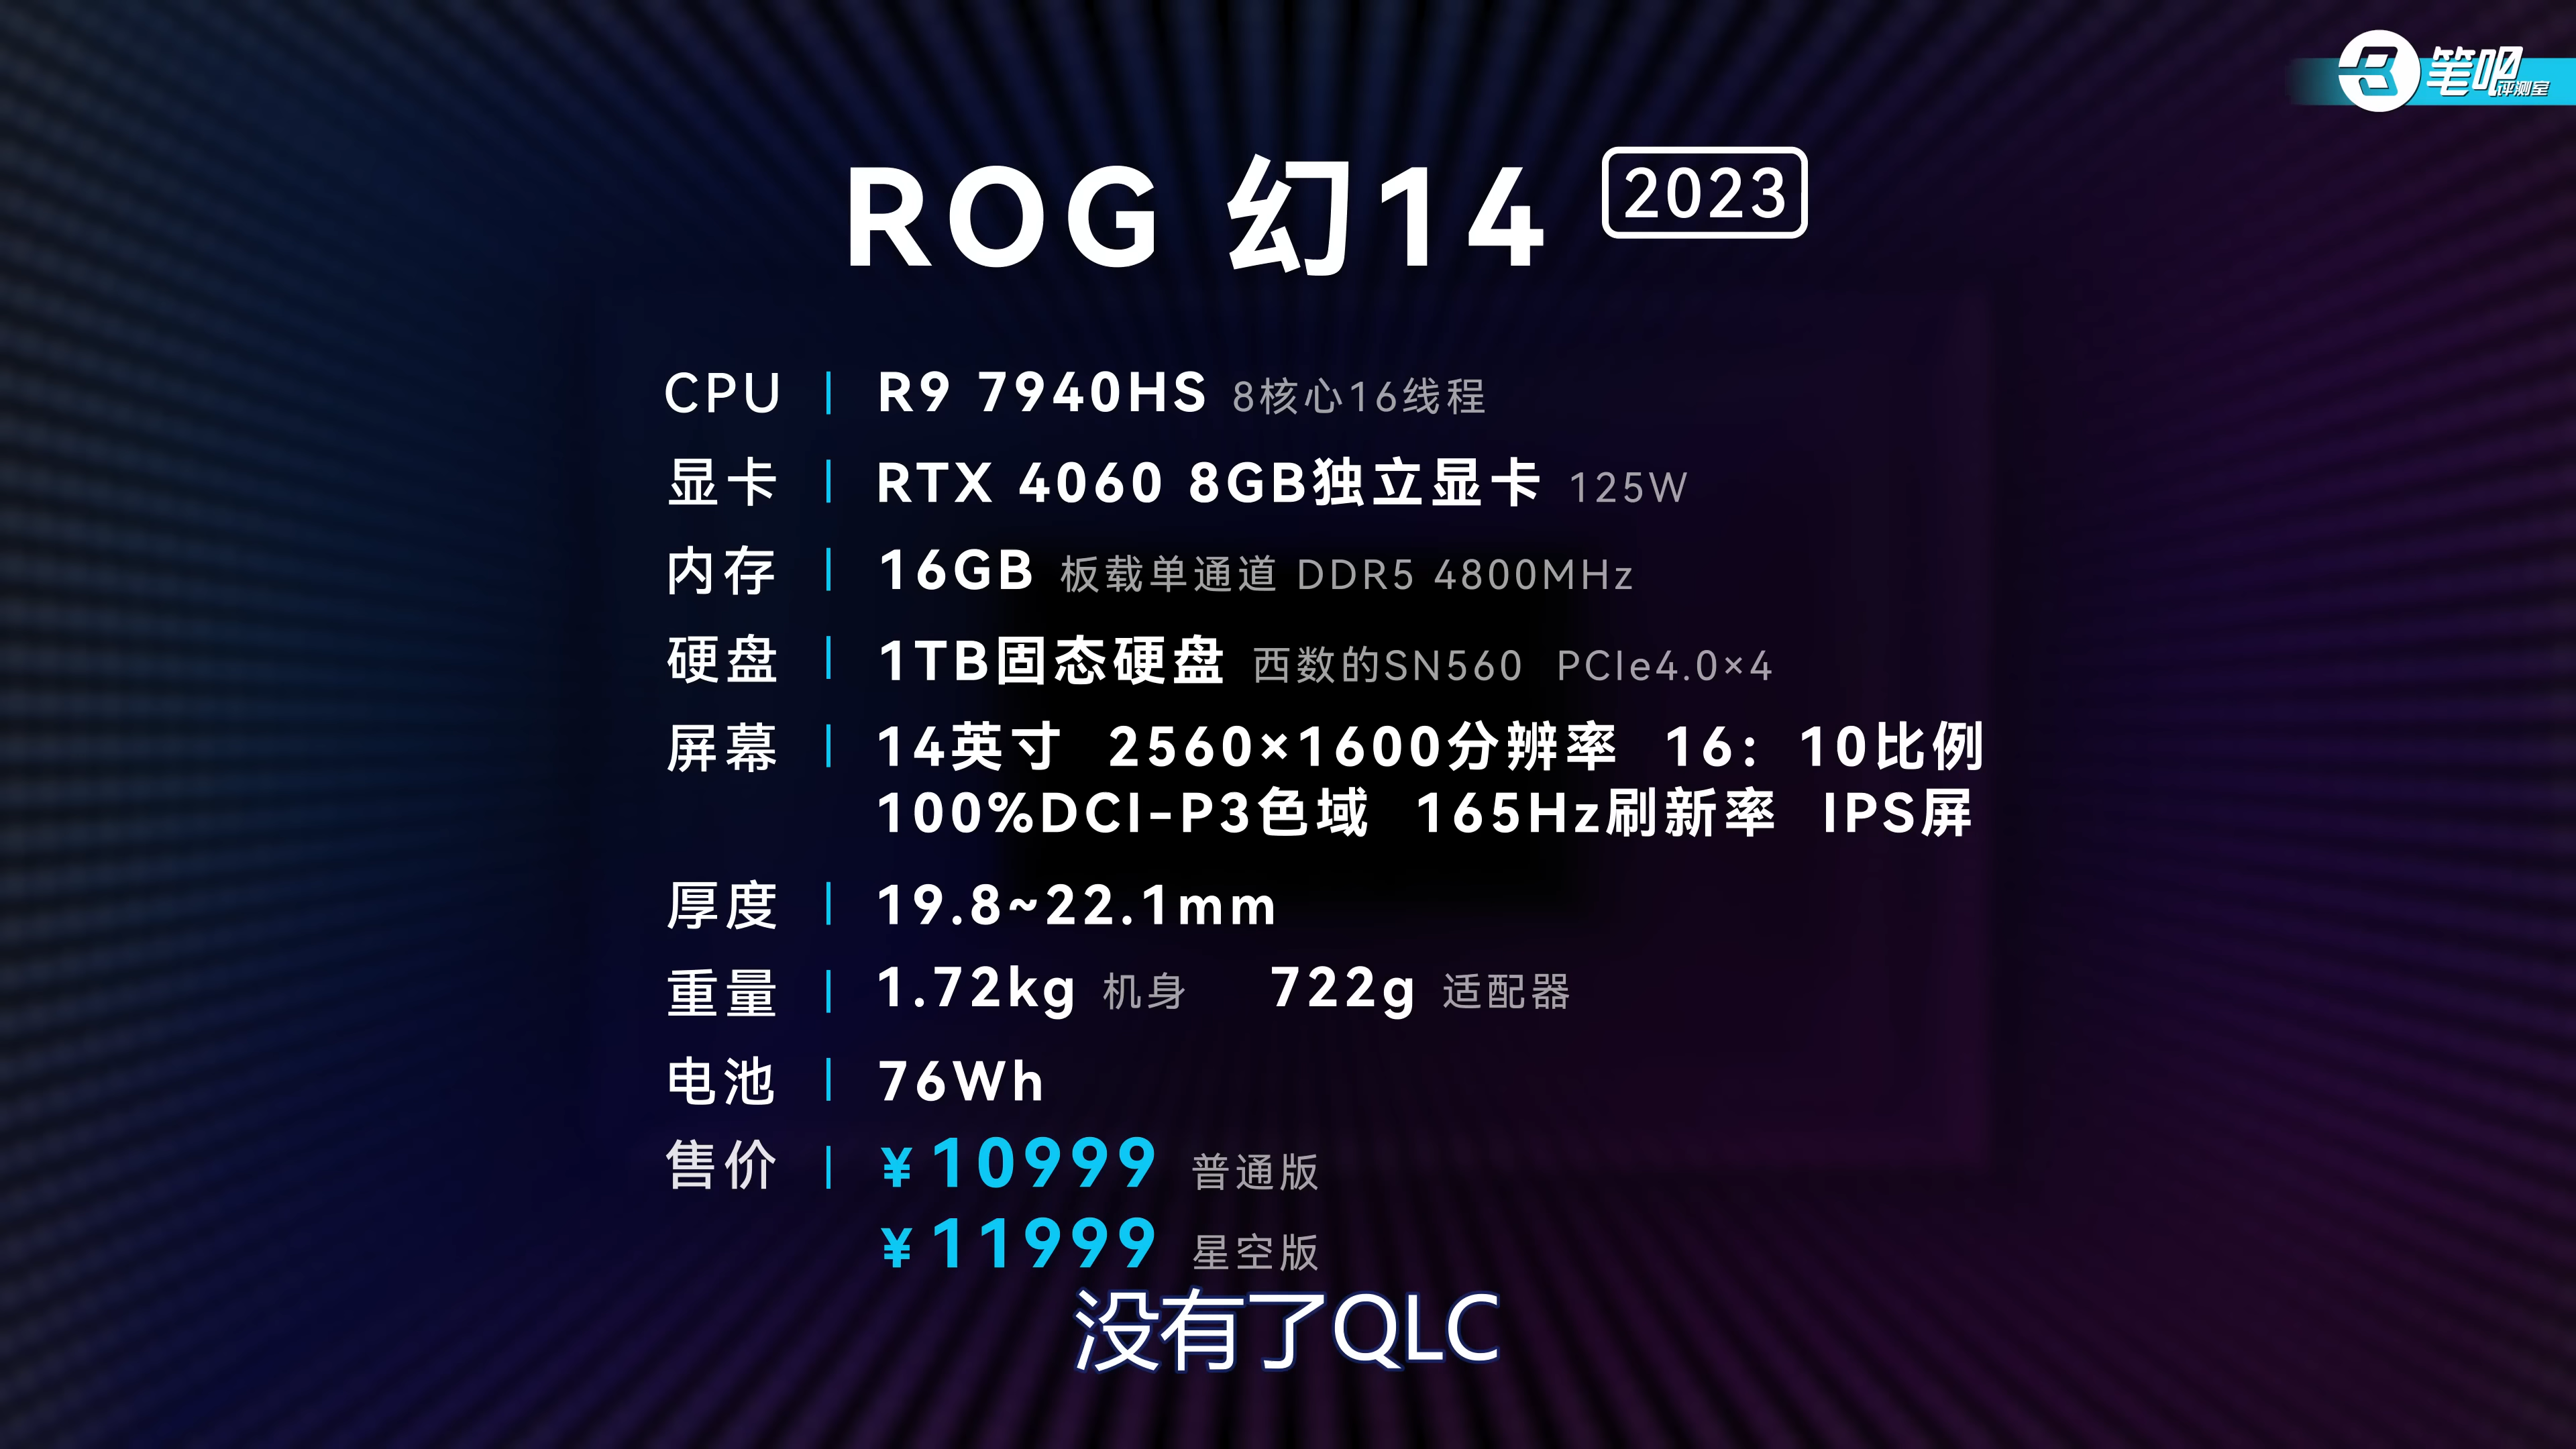 笔吧评测室
ROG 幻14 2023
CPU | R9 7940HS 8核心16线程
显卡 | RTX 4060 8GB独立显卡 125W
内存 | 16GB 板载单通道 DDR5 4800MHz
硬盘 | 1TB固态硬盘 西数的SN560 PCIe4.0×4
屏幕 | 14英寸 2560×1600分辨率 16：10比例
100%DCI-P3色域 165Hz刷新率 IPS屏
厚度 | 19.8~22.1mm
重量 | 1.72kg 机身 722g 适配器
电池 | 76Wh
售价 | ¥10999 普通版
¥11999 星空版
没有了QLC